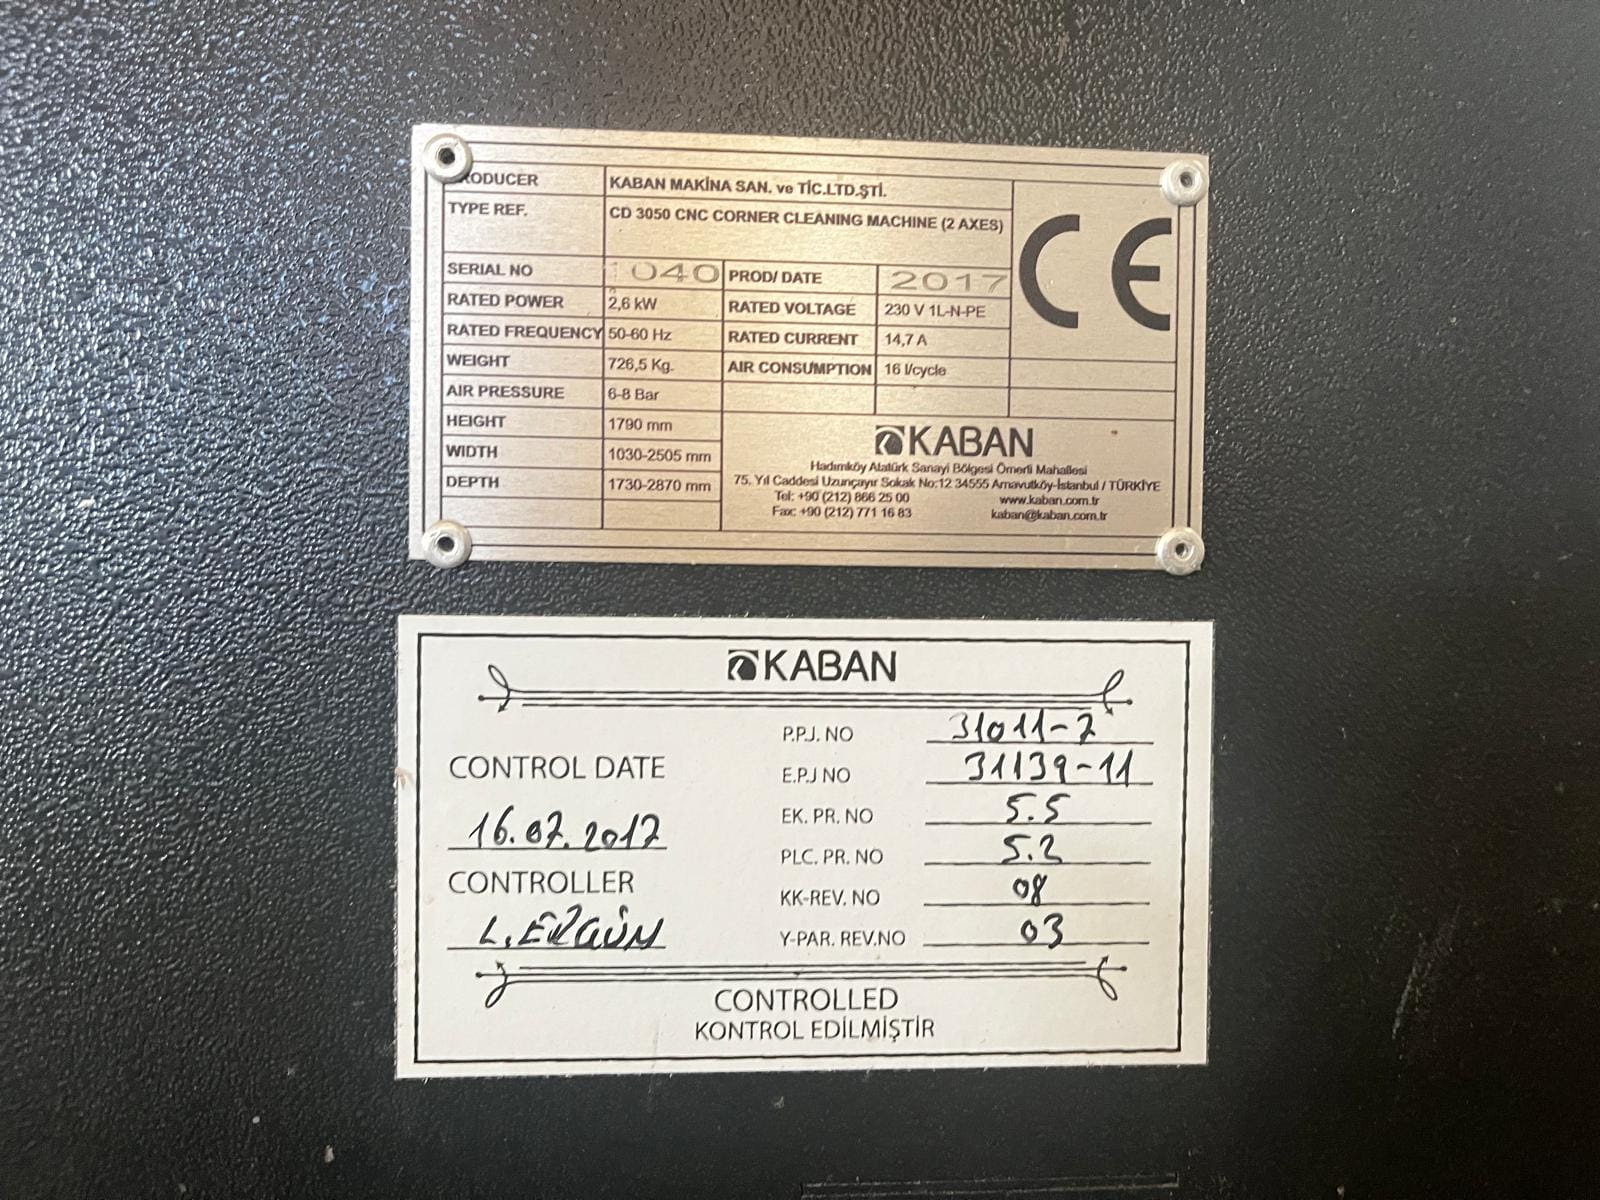 PRODUCER KABAN MAKİNA SAN. ve TİC.LTD.ŞTİ.
TYPE REF. CD 3050 CNC CORNER CLEANING MACHINE (2 AXES)
SERIAL NO 1040 PROD/ DATE 2017
RATED POWER 2,6 kW RATED VOLTAGE 230 V 1L-N-PE
RATED FREQUENCY 50-60 Hz RATED CURRENT 14,7 A
WEIGHT 726,5 Kg. AIR CONSUMPTION 16 l/cycle
AIR PRESSURE 6-8 Bar
HEIGHT 1790 mm
WIDTH 1030-2505 mm
DEPTH 1730-2870 mm
CE
KABAN
Hadımköy Atatürk Sanayi Bölgesi Ömerli Mahallesi
75. Yıl Caddesi Uzunçayır Sokak No:12 34555 Arnavutköy-İstanbul / TÜRKİYE
Tel: +90 (212) 866 25 00 www.kaban.com.tr
Fax: +90 (212) 771 16 83 kaban@kaban.com.tr
KABAN
CONTROL DATE
16.07.2017
CONTROLLER
L.ERGÜN
P.P.J. NO 31011-7
E.P.J NO 31139-11
EK. PR. NO 5.5
PLC. PR. NO 5.2
KK-REV. NO 08
Y-PAR. REV.NO 03
CONTROLLED
KONTROL EDİLMİŞTİR